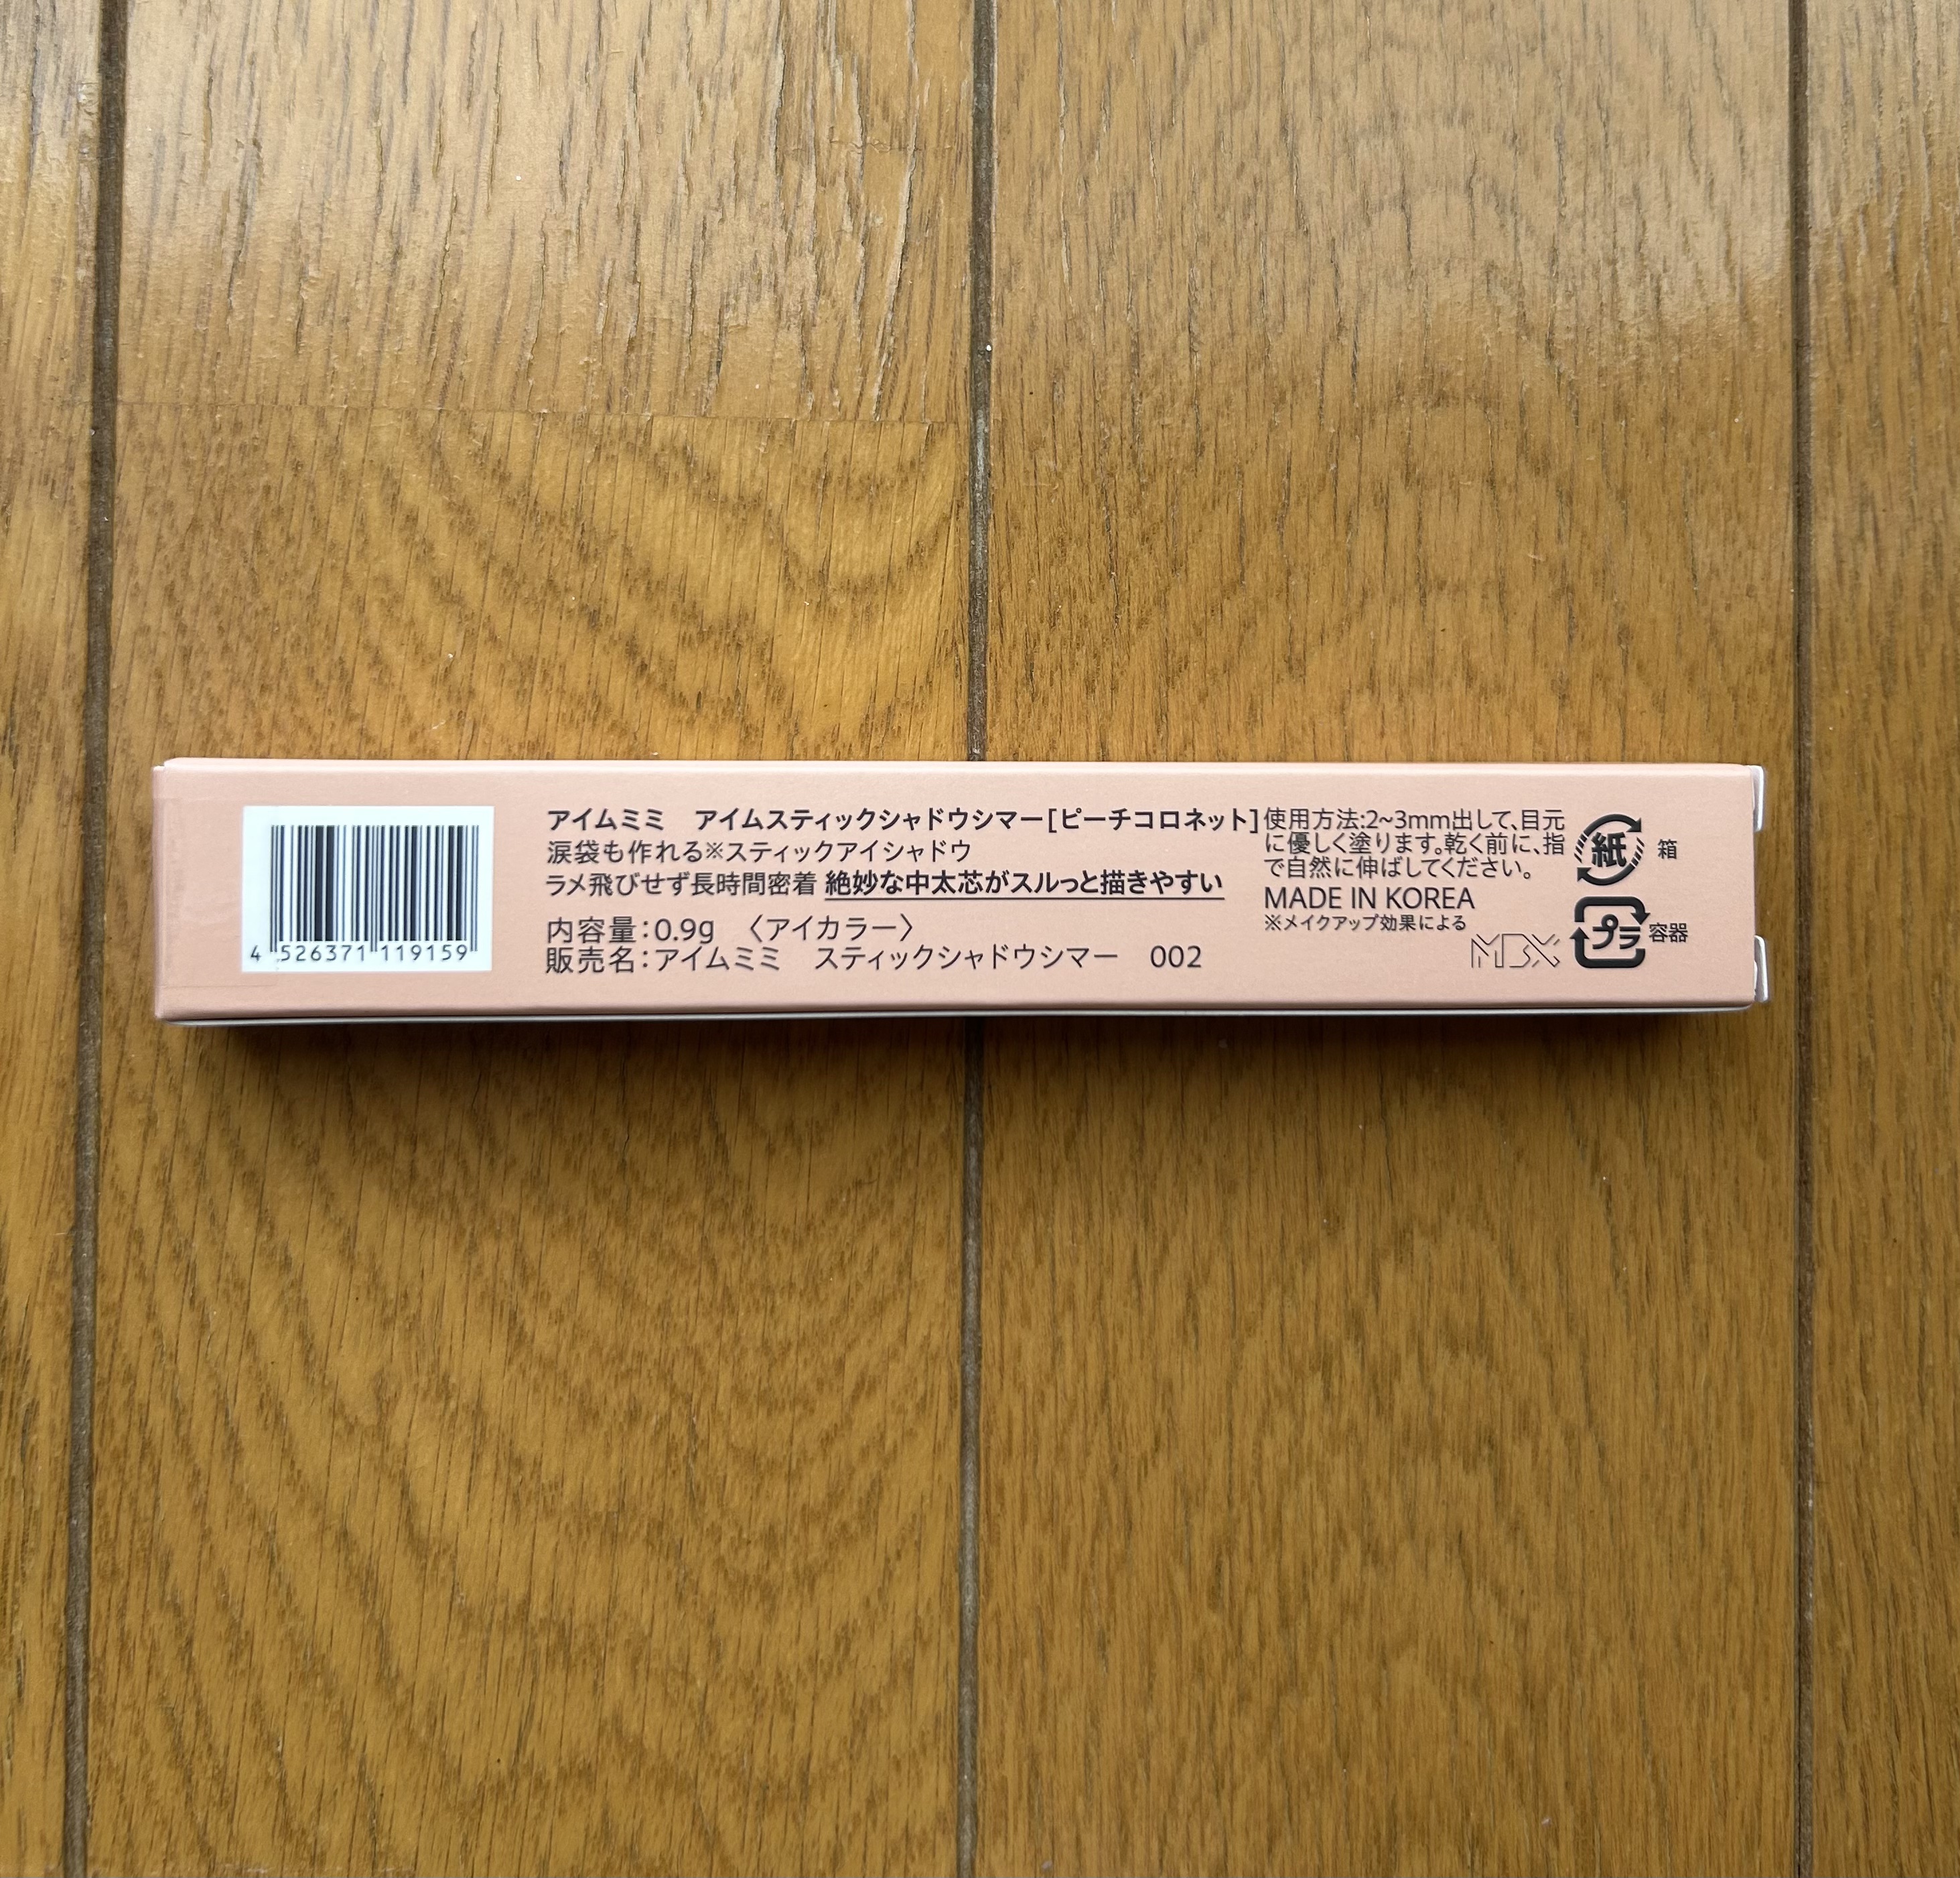 アイムミミ　アイムスティックシャドウシマー[ピーチコロネット]
涙袋も作れる※スティックアイシャドウ
ラメ飛びせず長時間密着 絶妙な中太芯がスルっと描きやすい
内容量：0.9g　〈アイカラー〉
販売名：アイムミミ　スティックシャドウシマー　002
4 526371 119159
使用方法:2~3mm出して、目元
に優しく塗ります。乾く前に、指
で自然に伸ばしてください。
MADE IN KOREA
※メイクアップ効果による
MBX
紙 箱
プラ 容器